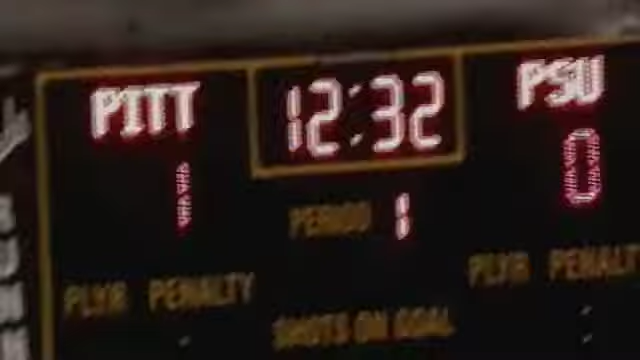 PITT 12:32 PSU
1 0
PERIOD 1
PLYR PENALTY PLYR PENALTY
SHOTS ON GOAL